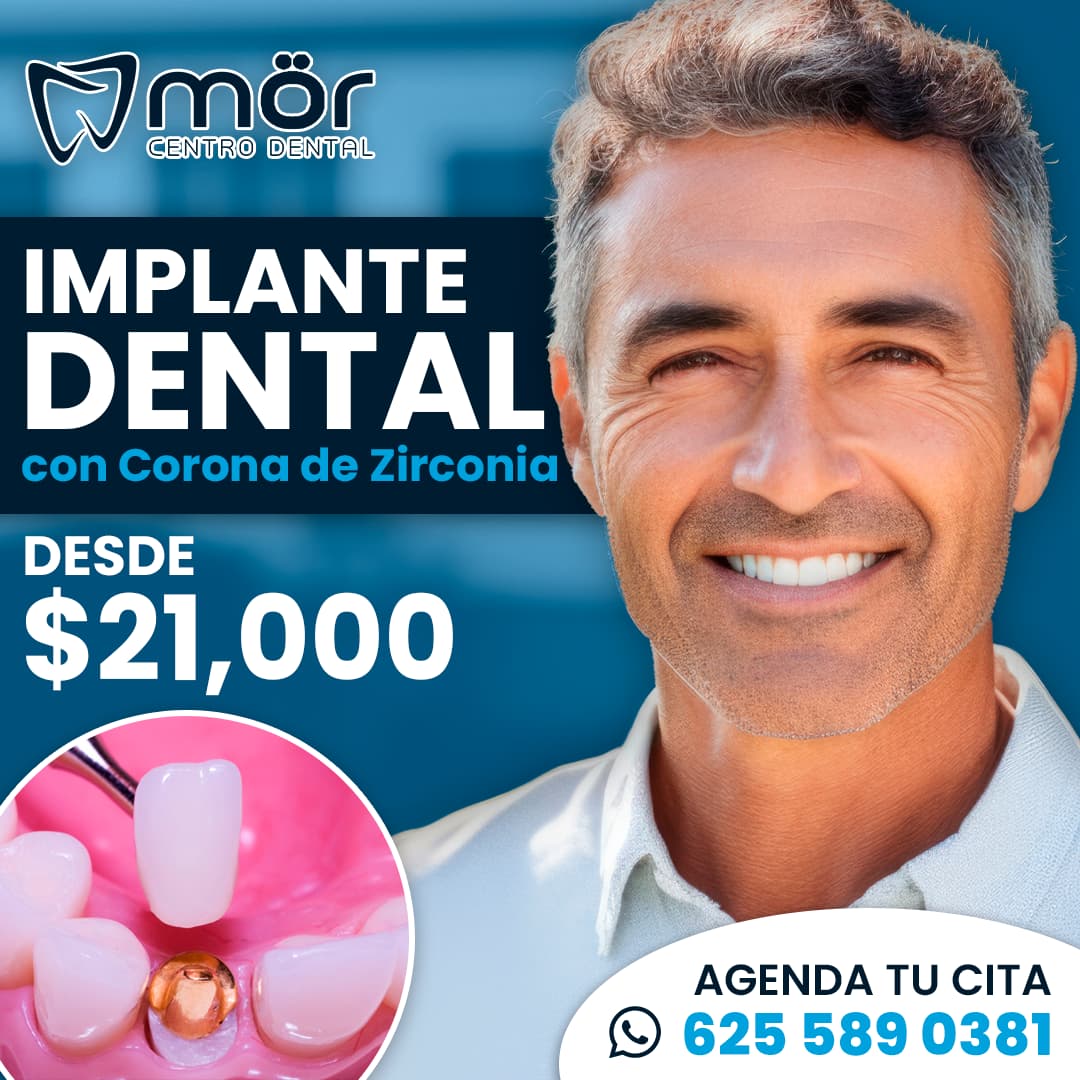 mör
CENTRO DENTAL
IMPLANTE
DENTAL
con Corona de Zirconia
DESDE
$21,000
AGENDA TU CITA
625 589 0381